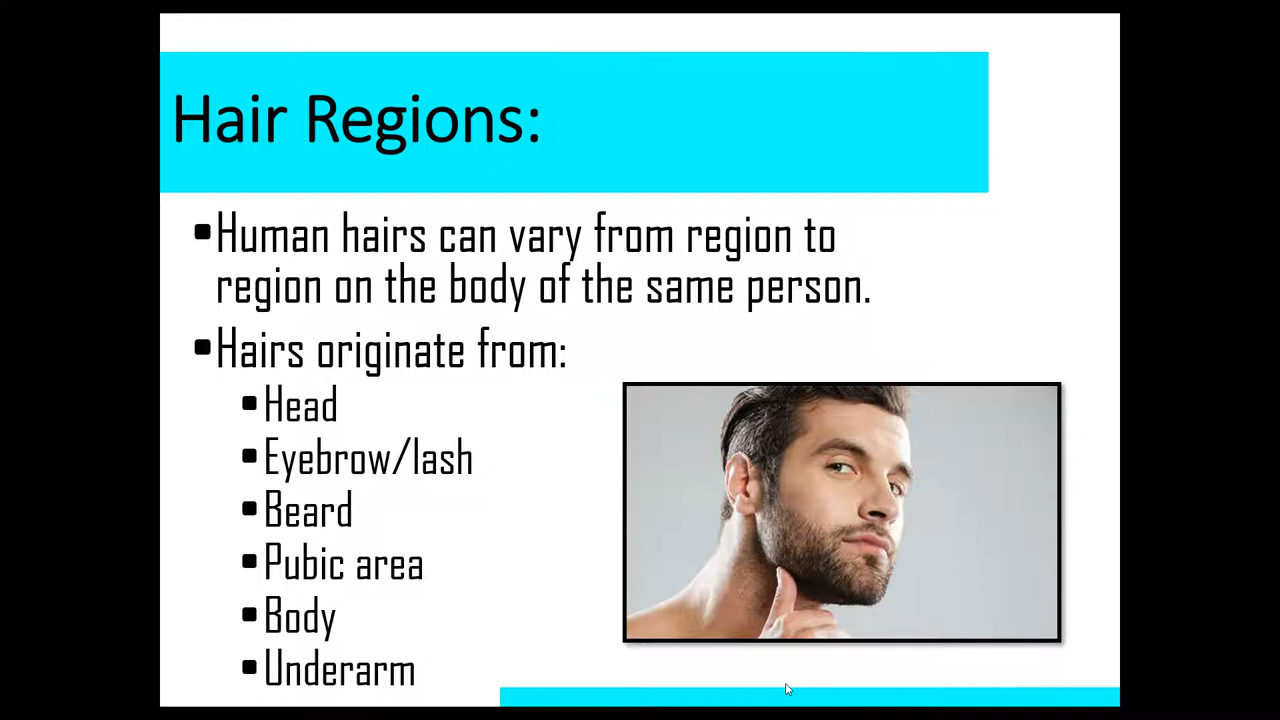 Hair Regions:
▪Human hairs can vary from region to
region on the body of the same person.
▪Hairs originate from:
▪Head
▪Eyebrow/lash
▪Beard
▪Pubic area
▪Body
▪Underarm